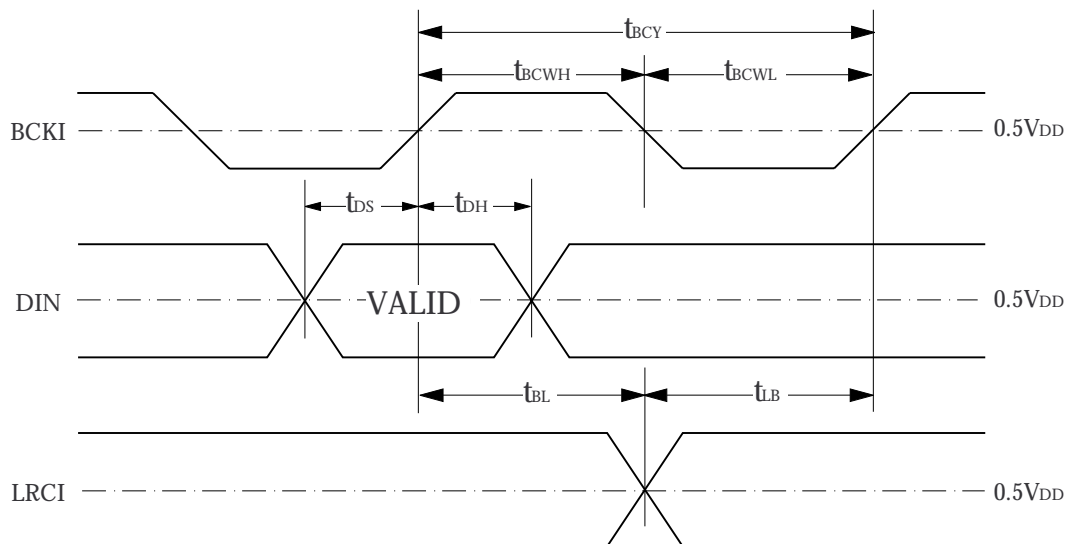 tBCY
tBCWH tBCWL
BCKI 0.5VDD
tDS tDH
DIN VALID 0.5VDD
tBL tLB
LRCI 0.5VDD